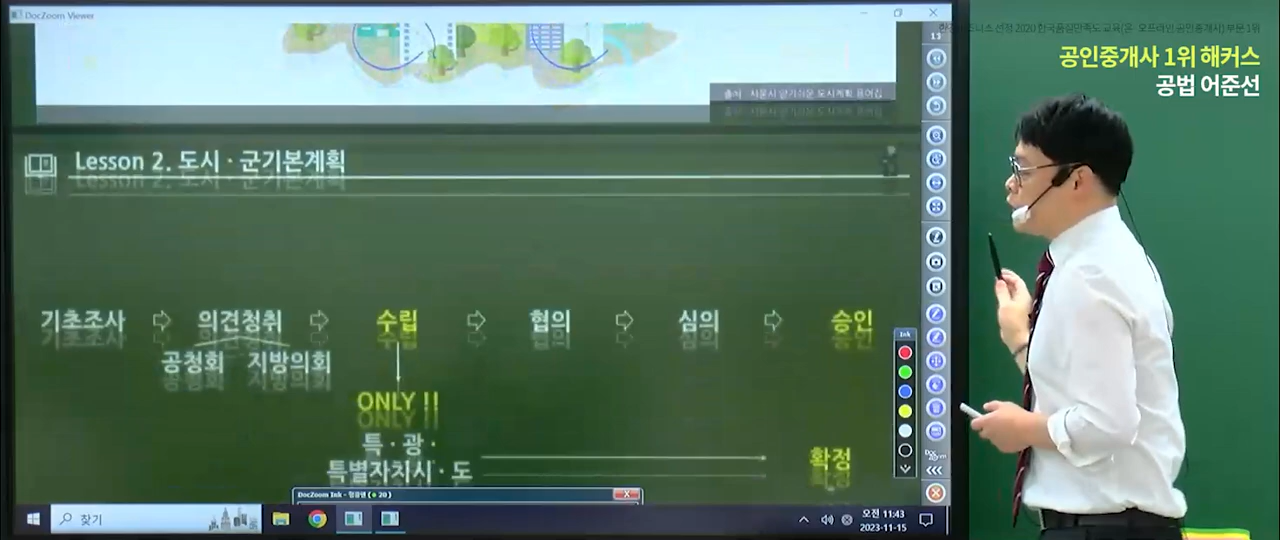 DocZoom Viewer
공인중개사 1위 해커스
공법 어준선
13
Lesson 2. 도시 · 군기본계획
기초조사 ⇨ 의견청취 ⇨ 수립 ⇨ 협의 ⇨ 심의 ⇨ 승인
공청회 지방의회
ONLY !!
특 · 광 ·
특별자치시 · 도
확정
Ink
찾기
오전 11:43
2023-11-15